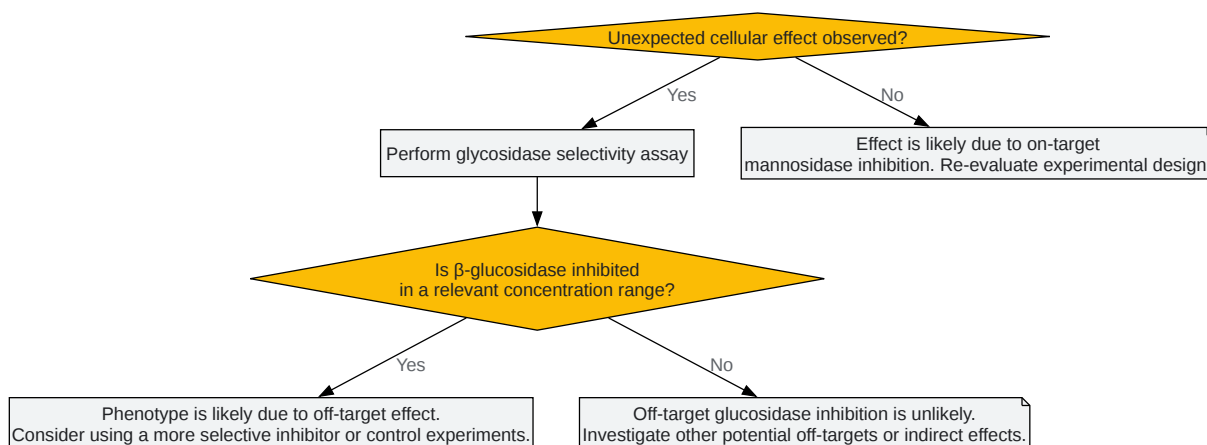 Unexpected cellular effect observed?
Yes
No
Perform glycosidase selectivity assay
Effect is likely due to on-target
mannosidase inhibition. Re-evaluate experimental design
Is β-glucosidase inhibited
in a relevant concentration range?
Yes
No
Phenotype is likely due to off-target effect.
Consider using a more selective inhibitor or control experiments.
Off-target glucosidase inhibition is unlikely.
Investigate other potential off-targets or indirect effects.